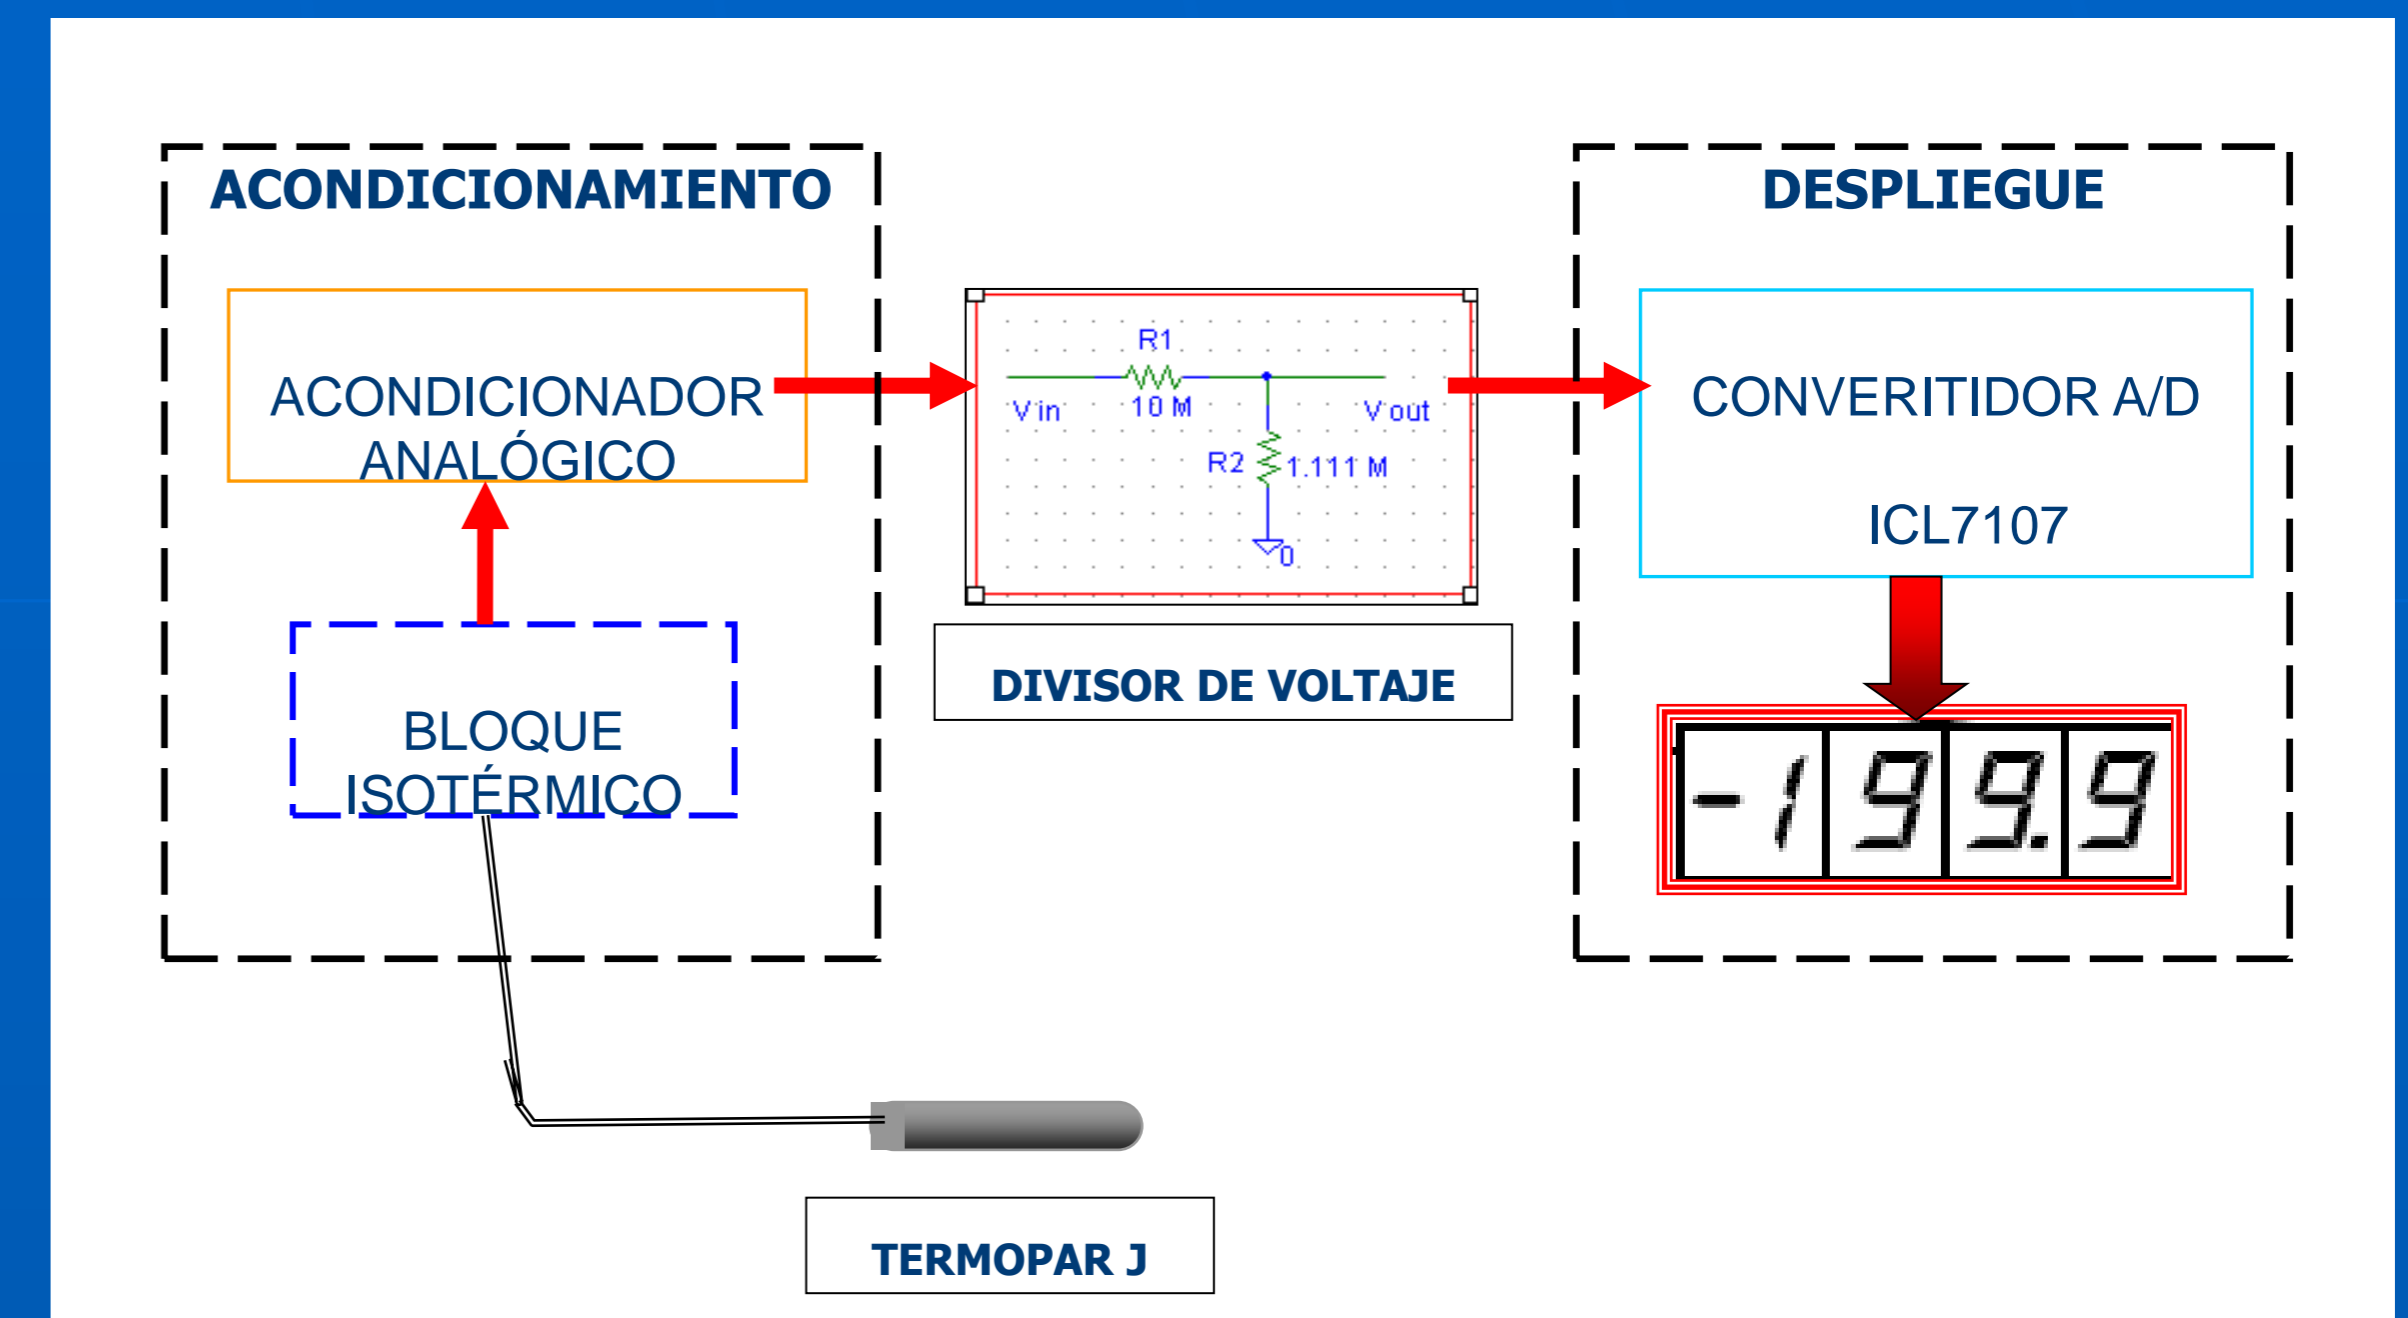 ACONDICIONAMIENTO
ACONDICIONADOR
ANALÓGICO
BLOQUE
ISOTÉRMICO
R1
10 M
Vin
Vout
R2
1.111 M
0
DIVISOR DE VOLTAJE
DESPLIEGUE
CONVERITIDOR A/D
ICL7107
-199.9
TERMOPAR J